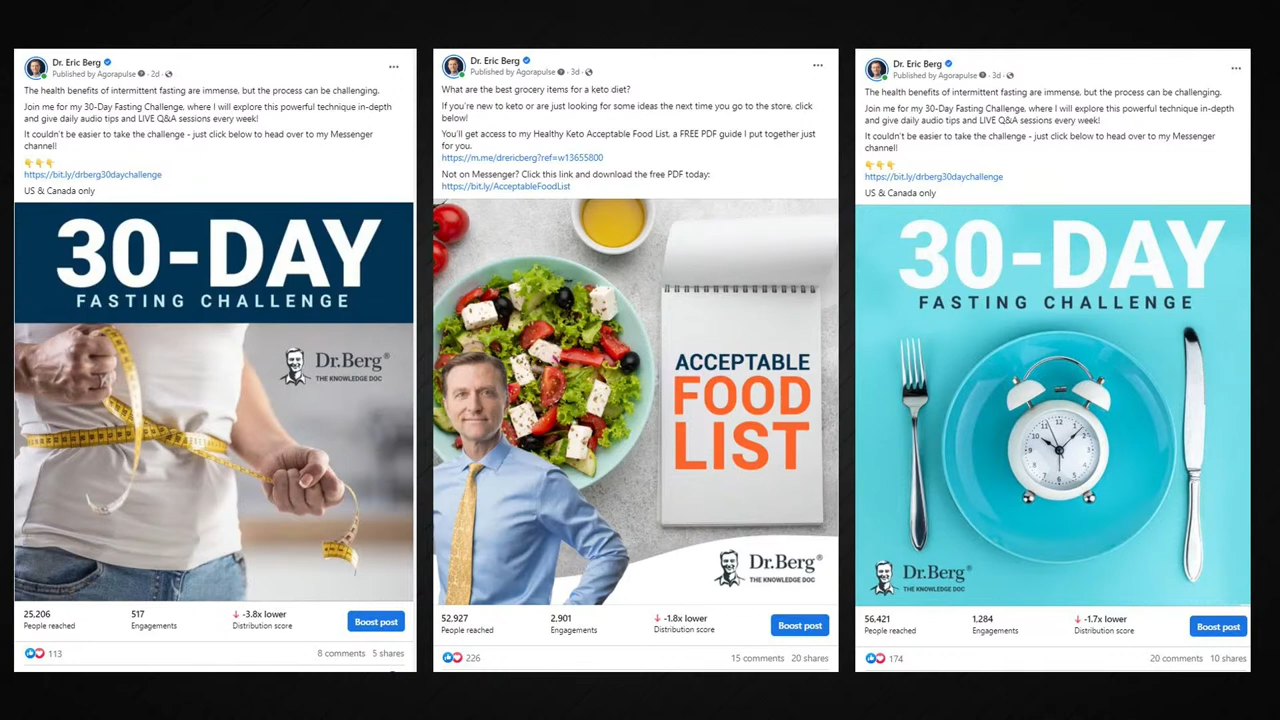 Dr. Eric Berg
Published by Agorapulse · 2d ·
The health benefits of intermittent fasting are immense, but the process can be challenging.
Join me for my 30-Day Fasting Challenge, where I will explore this powerful technique in-depth
and give daily audio tips and LIVE Q&A sessions every week!
It couldn't be easier to take the challenge - just click below to head over to my Messenger
channel!
👇👇👇
https://bit.ly/drberg30daychallenge
US & Canada only
30-DAY
FASTING CHALLENGE
Dr.Berg®
THE KNOWLEDGE DOC
25,206
People reached
517
Engagements
-3.8x lower
Distribution score
Boost post
113
8 comments 5 shares
Dr. Eric Berg
Published by Agorapulse · 3d ·
What are the best grocery items for a keto diet?
If you're new to keto or are just looking for some ideas the next time you go to the store, click
below!
You'll get access to my Healthy Keto Acceptable Food List, a FREE PDF guide I put together just
for you.
https://m.me/drericberg?ref=w13655800
Not on Messenger? Click this link and download the free PDF today:
https://bit.ly/AcceptableFoodList
ACCEPTABLE
FOOD
LIST
Dr.Berg®
THE KNOWLEDGE DOC
52,927
People reached
2,901
Engagements
-1.8x lower
Distribution score
Boost post
226
15 comments 20 shares
Dr. Eric Berg
Published by Agorapulse · 3d ·
The health benefits of intermittent fasting are immense, but the process can be challenging.
Join me for my 30-Day Fasting Challenge, where I will explore this powerful technique in-depth
and give daily audio tips and LIVE Q&A sessions every week!
It couldn't be easier to take the challenge - just click below to head over to my Messenger
channel!
👇👇👇
https://bit.ly/drberg30daychallenge
US & Canada only
30-DAY
FASTING CHALLENGE
12
1
2
3
4
5
6
7
8
9
10
11
Dr.Berg®
THE KNOWLEDGE DOC
56,421
People reached
1,284
Engagements
-1.7x lower
Distribution score
Boost post
174
20 comments 10 shares